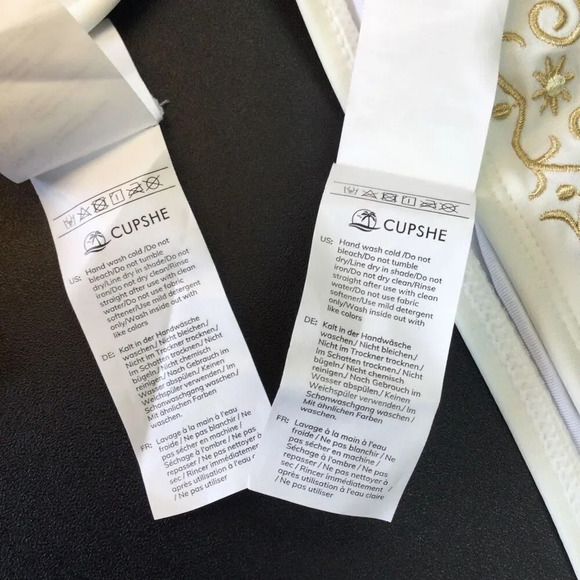 CUPSHE
US: Hand wash cold /Do not
bleach/Do not tumble
dry/Line dry in shade/Do not
iron/Do not dry clean/Rinse
straight after use with clean
water/Do not use fabric
softener/Use mild detergent
only/Wash inside out with
like colors
DE: Kalt in der Handwäsche
waschen / Nicht bleichen /
Nicht im Trockner trocknen /
Im Schatten trocknen / Nicht
bügeln / Nicht chemisch
reinigen / Nach Gebrauch im
Wasser abspülen / Keinen
Weichspüler verwenden / Im
Schonwaschgang waschen /
Mit ähnlichen Farben
waschen.
FR: Lavage à la main à l'eau
froide / Ne pas blanchir / Ne
pas sécher en machine /
Séchage à l'ombre / Ne pas
repasser / Ne pas nettoyer à
sec / Rincer immédiatement
après utilisation à l'eau
/ Ne pas utiliser
CUPSHE
US: Hand wash cold /Do not
bleach/Do not tumble
dry/Line dry in shade/Do not
iron/Do not dry clean/Rinse
straight after use with clean
water/Do not use fabric
softener/Use mild detergent
only/Wash inside out with
like colors
DE: Kalt in der Handwäsche
waschen / Nicht bleichen /
Nicht im Trockner trocknen /
Im Schatten trocknen / Nicht
bügeln / Nicht chemisch
reinigen / Nach Gebrauch im
Wasser abspülen / Keinen
Weichspüler verwenden / Im
Schonwaschgang waschen /
Mit ähnlichen Farben
waschen.
FR: Lavage à la main à l'eau
froide / Ne pas blanchir / Ne
pas sécher en machine /
Séchage à l'ombre / Ne pas
repasser / Ne pas nettoyer à
sec / Rincer immédiatement
après utilisation à l'eau claire
/ Ne pas utiliser